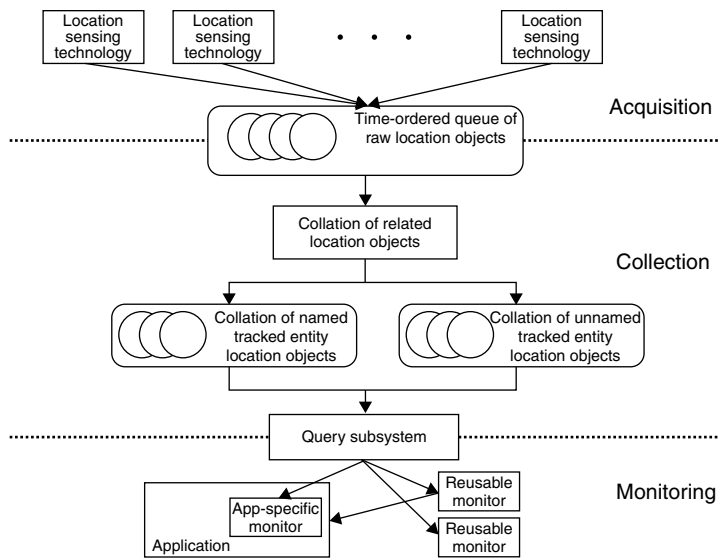 Location
sensing
technology
Location
sensing
technology
Location
sensing
technology
Acquisition
Time-ordered queue of
raw location objects
Collation of related
location objects
Collection
Collation of named
tracked entity
location objects
Collation of unnamed
tracked entity
location objects
Query subsystem
Monitoring
Reusable
monitor
App-specific
monitor
Reusable
monitor
Application